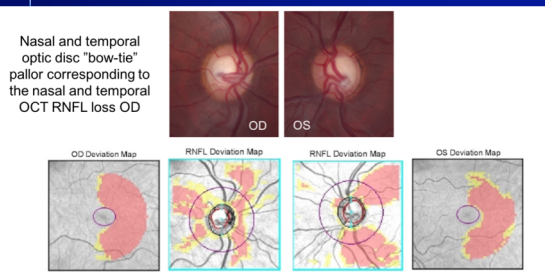 Nasal and temporal
optic disc ”bow-tie”
pallor corresponding to
the nasal and temporal
OCT RNFL loss OD
OD
OS
OD Deviation Map
RNFL Deviation Map
RNFL Deviation Map
OS Deviation Map